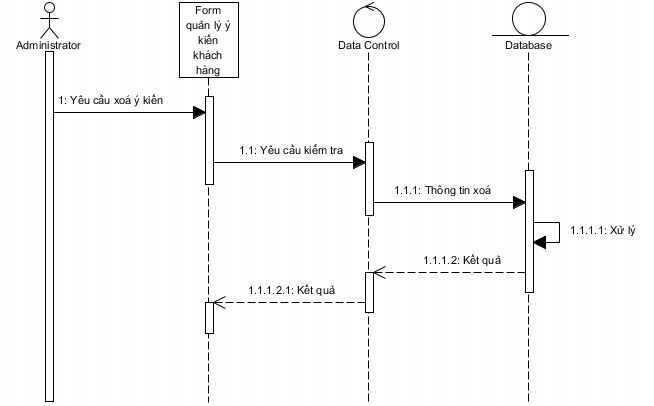 Form
quản lý ý
kiến
khách
hàng
Administrator
Data Control
Database
1: Yêu cầu xoá ý kiến
1.1: Yêu cầu kiểm tra
1.1.1: Thông tin xoá
1.1.1.1: Xử lý
1.1.1.2: Kết quả
1.1.1.2.1: Kết quả